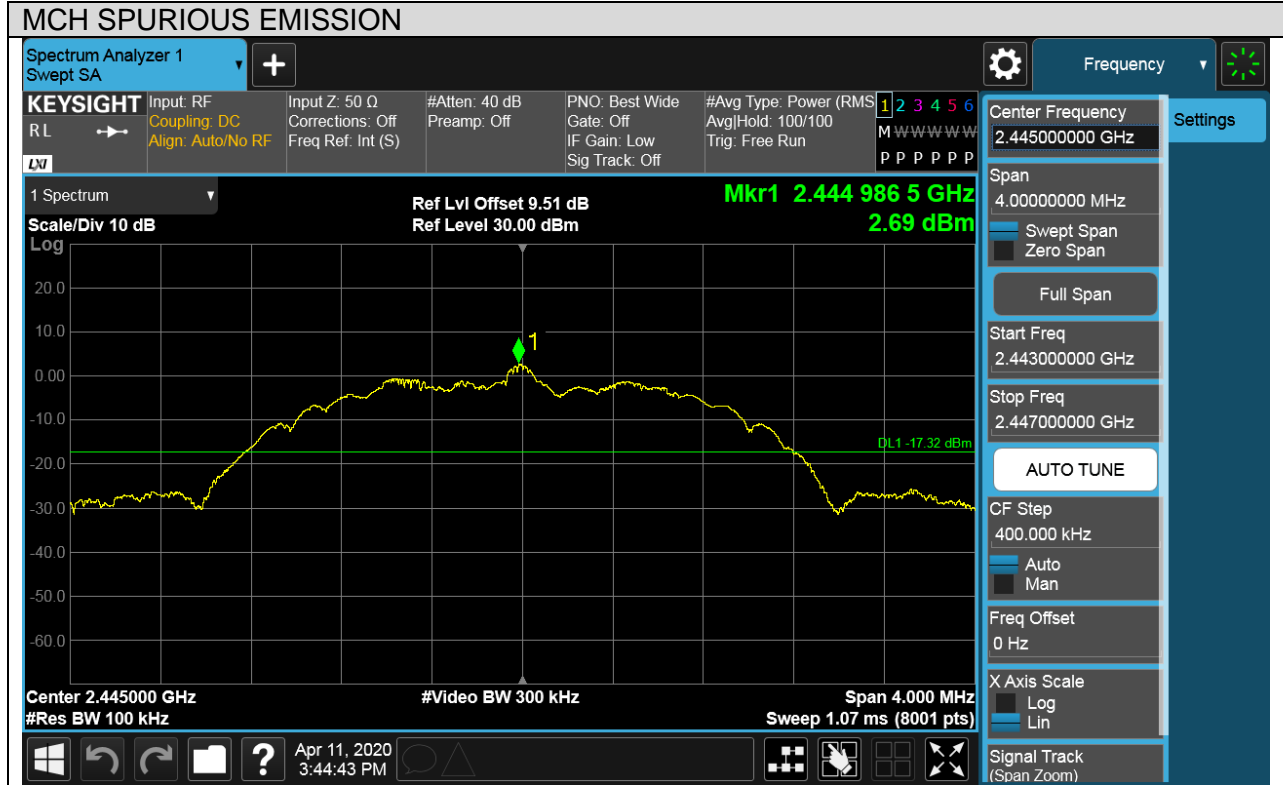 MCH SPURIOUS EMISSION
Spectrum Analyzer 1
Swept SA
Frequency
KEYSIGHT
RL
LXI
Input: RF
Coupling: DC
Align: Auto/No RF
Input Z: 50 Ω
Corrections: Off
Freq Ref: Int (S)
#Atten: 40 dB
Preamp: Off
PNO: Best Wide
Gate: Off
IF Gain: Low
Sig Track: Off
#Avg Type: Power (RMS
Avg|Hold: 100/100
Trig: Free Run
1 2 3 4 5 6
M W W W W W
P P P P P P
1 Spectrum
Scale/Div 10 dB
Ref Lvl Offset 9.51 dB
Ref Level 30.00 dBm
Mkr1 2.444 986 5 GHz
2.69 dBm
Log
20.0
10.0
0.00
-10.0
-20.0
-30.0
-40.0
-50.0
-60.0
1
DL1 -17.32 dBm
Center 2.445000 GHz
#Video BW 300 kHz
Span 4.000 MHz
#Res BW 100 kHz
Sweep 1.07 ms (8001 pts)
Apr 11, 2020
3:44:43 PM
?
Center Frequency
2.445000000 GHz
Settings
Span
4.00000000 MHz
Swept Span
Zero Span
Full Span
Start Freq
2.443000000 GHz
Stop Freq
2.447000000 GHz
AUTO TUNE
CF Step
400.000 kHz
Auto
Man
Freq Offset
0 Hz
X Axis Scale
Log
Lin
Signal Track
(Span Zoom)